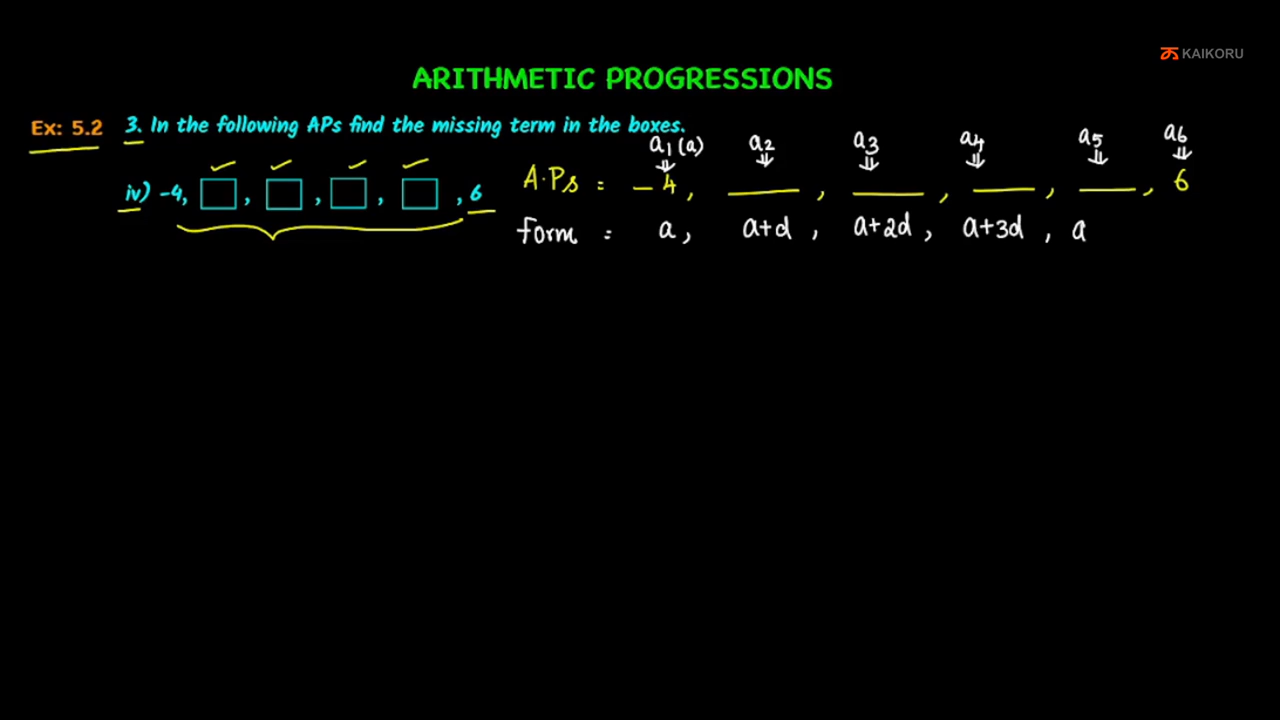 KAIKORU
ARITHMETIC PROGRESSIONS
Ex: 5.2 3. In the following APs find the missing term in the boxes.
a1(a) a2 a3 a4 a5 a6
iv) -4, , , , , 6 A.Ps : -4, ___, ___, ___, ___, 6
Form : a, a+d, a+2d, a+3d, a